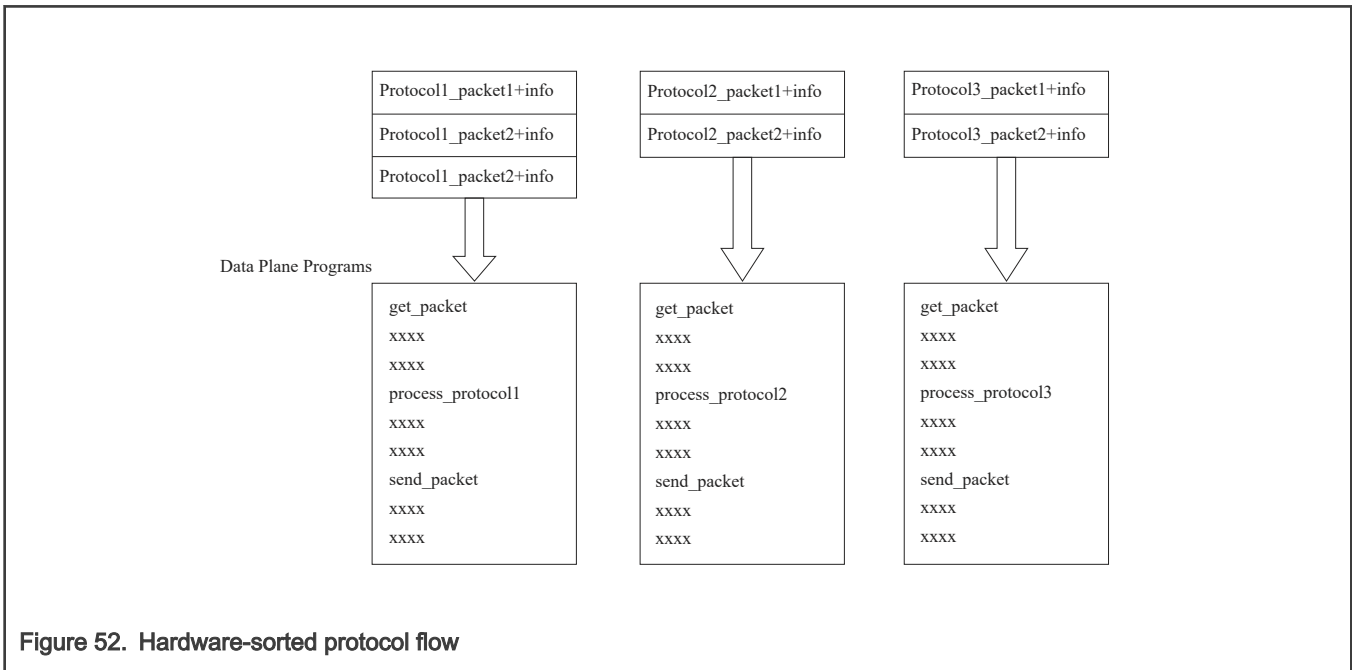 Protocol1_packet1+info
Protocol1_packet2+info
Protocol1_packet2+info
Protocol2_packet1+info
Protocol2_packet2+info
Protocol3_packet1+info
Protocol3_packet2+info
Data Plane Programs
get_packet
xxxx
xxxx
process_protocol1
xxxx
xxxx
send_packet
xxxx
xxxx
get_packet
xxxx
xxxx
process_protocol2
xxxx
xxxx
send_packet
xxxx
xxxx
get_packet
xxxx
xxxx
process_protocol3
xxxx
xxxx
send_packet
xxxx
xxxx
Figure 52. Hardware-sorted protocol flow